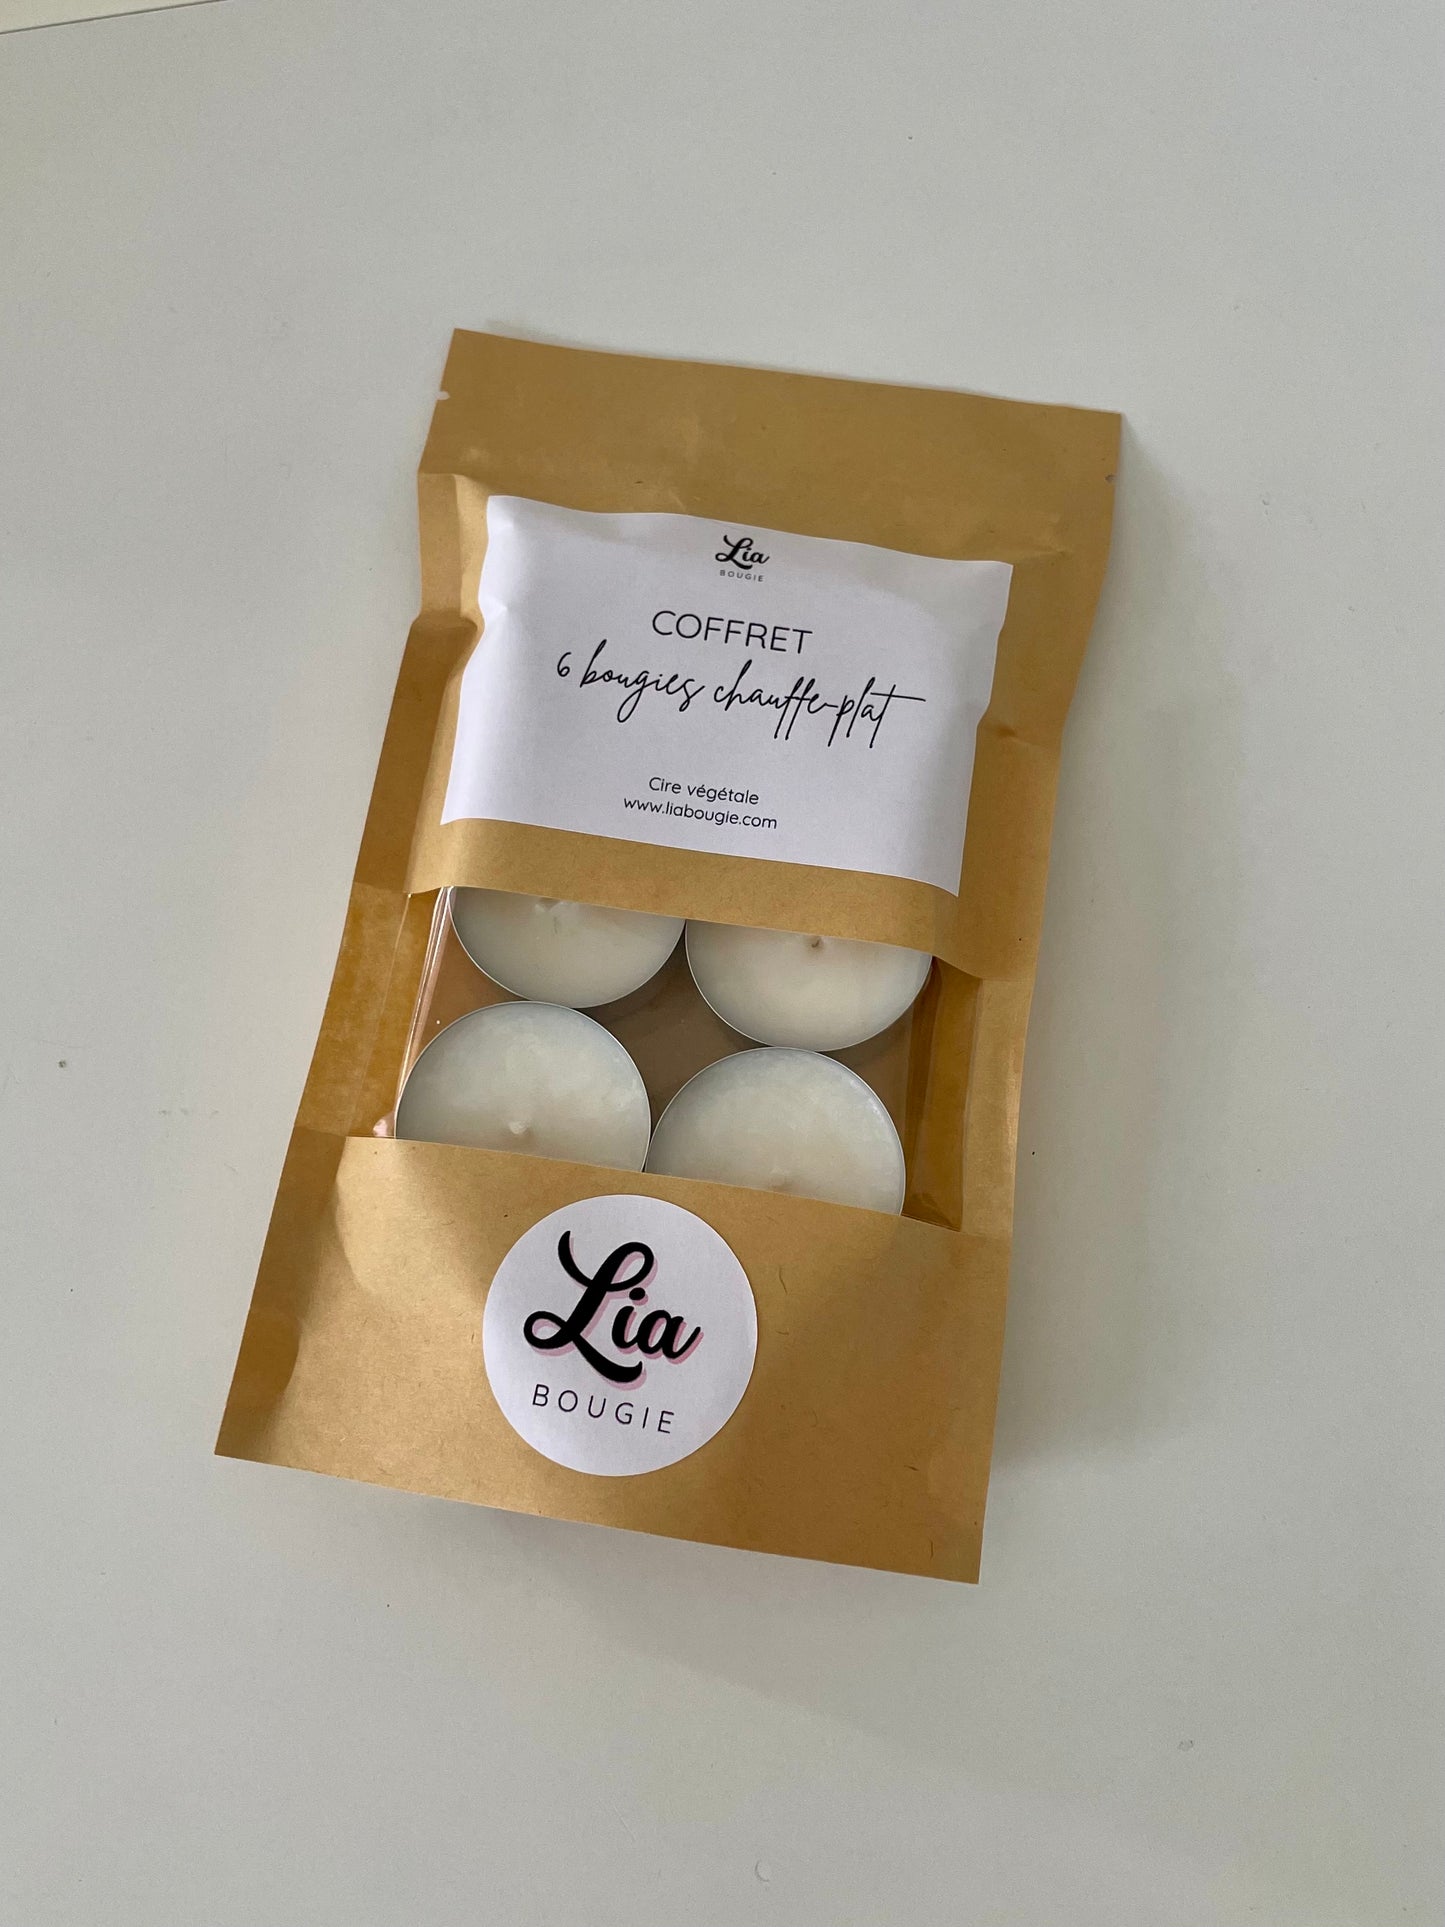 Lia
BOUGIE
COFFRET
6 bougies chauffe-plat
Cire végétale
www.liabougie.com
Lia
BOUGIE